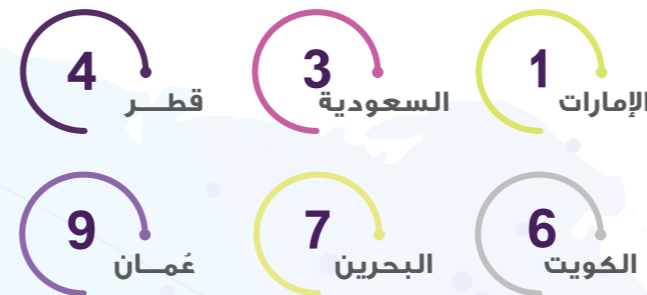 1
الإمارات
3
السعودية
4
قطـــر
6
الكويت
7
البحرين
9
عُمـــان